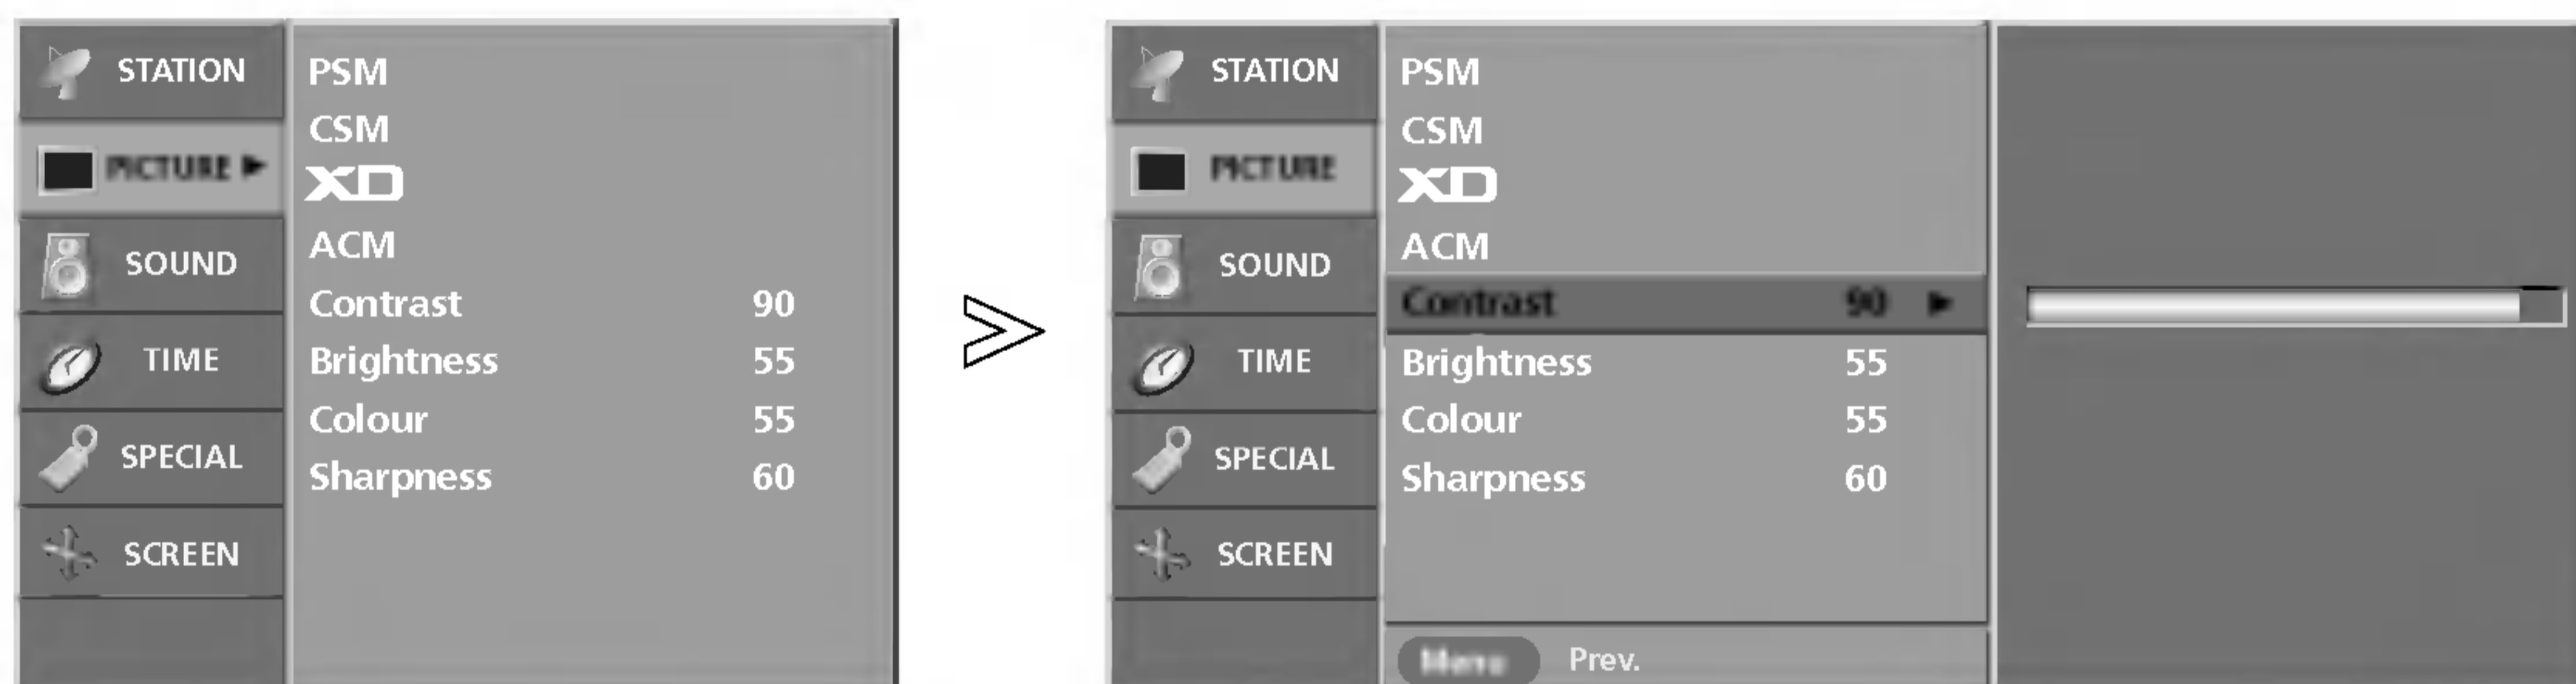 STATION
PICTURE ►
SOUND
TIME
SPECIAL
SCREEN
PSM
CSM
XD
ACM
Contrast 90
Brightness 55
Colour 55
Sharpness 60
STATION
PICTURE
SOUND
TIME
SPECIAL
SCREEN
PSM
CSM
XD
ACM
Contrast 90 ►
Brightness 55
Colour 55
Sharpness 60
Menu Prev.